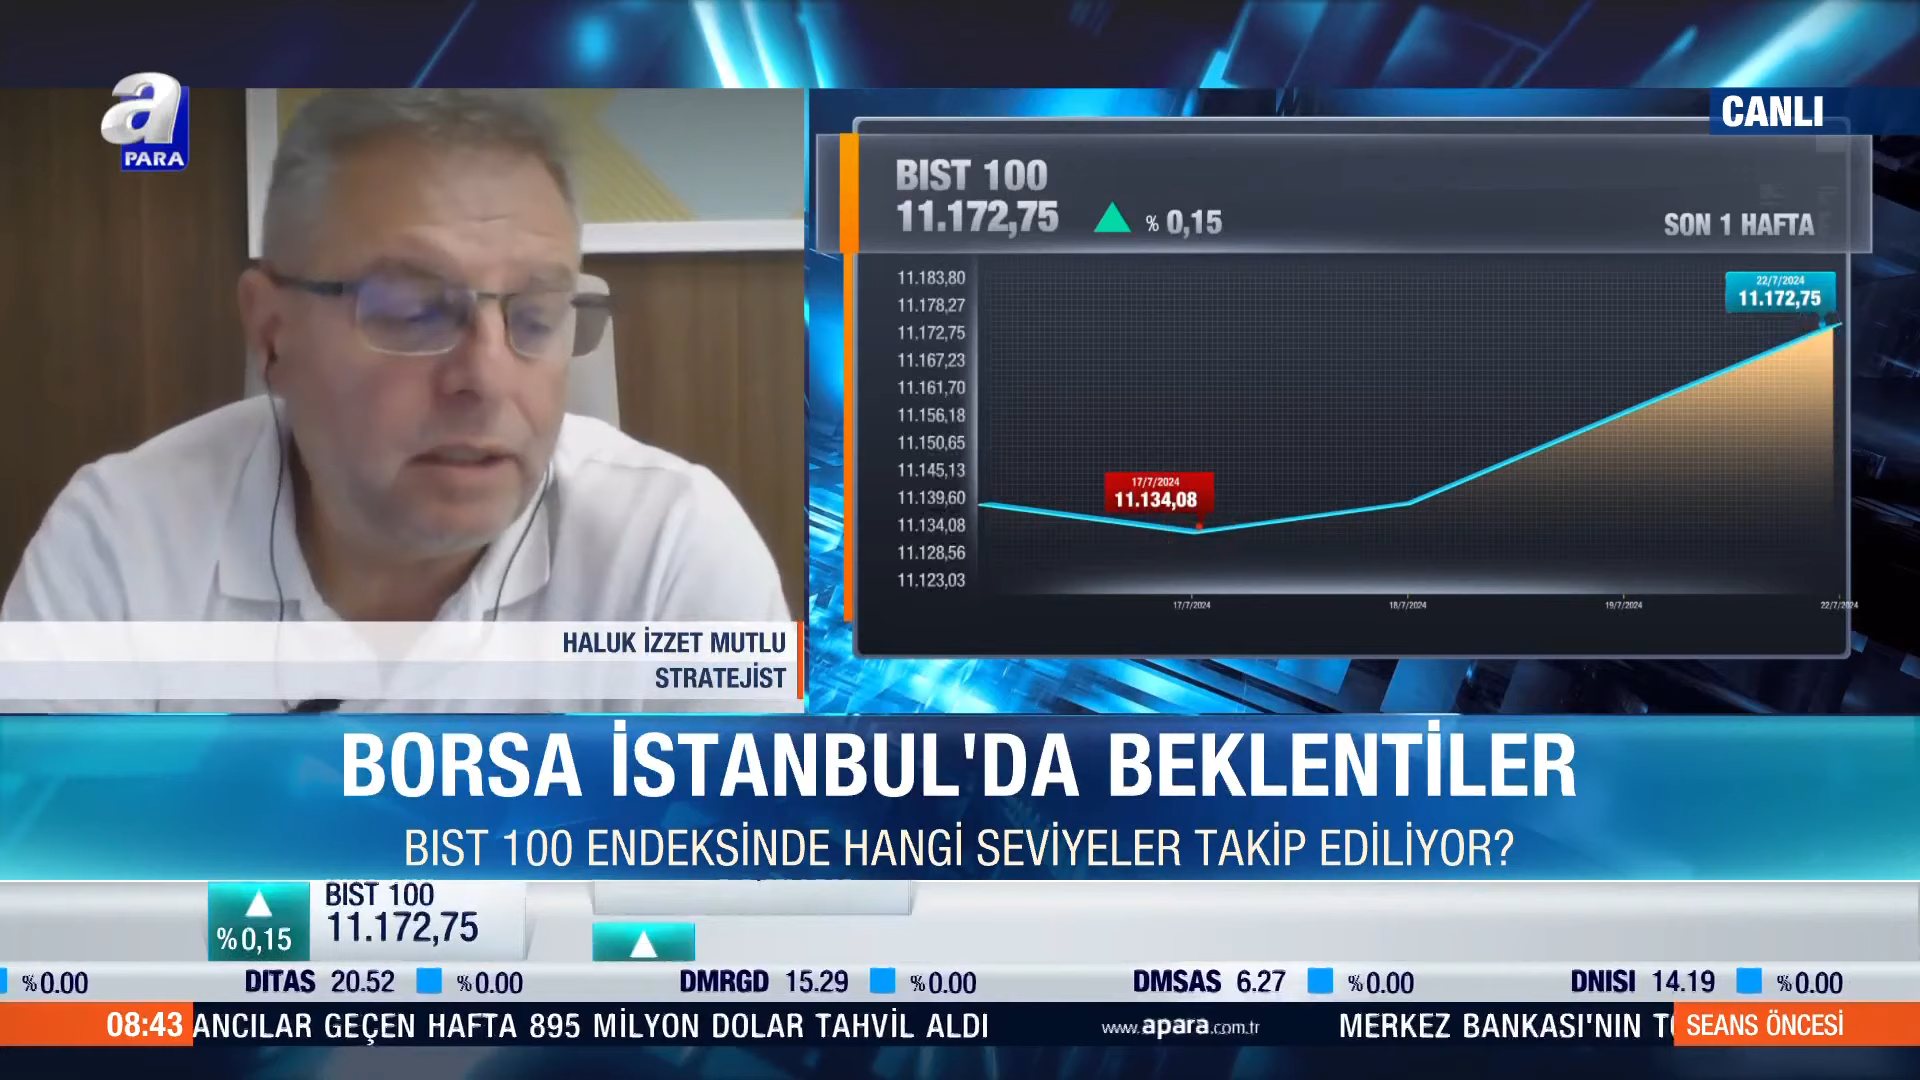 a
PARA
CANLI
BIST 100
11.172,75
% 0,15
SON 1 HAFTA
11.183,80
11.178,27
11.172,75
11.167,23
11.161,70
11.156,18
11.150,65
11.145,13
11.139,60
11.134,08
11.128,56
11.123,03
22/7/2024
11.172,75
17/7/2024
11.134,08
17/7/2024
18/7/2024
19/7/2024
22/7/2024
HALUK İZZET MUTLU
STRATEJİST
BORSA İSTANBUL'DA BEKLENTİLER
BIST 100 ENDEKSİNDE HANGİ SEVİYELER TAKİP EDİLİYOR?
%0,15
BIST 100
11.172,75
%0.00 DITAS 20.52 %0.00 DMRGD 15.29 %0.00 DMSAS 6.27 %0.00 DNISI 14.19 %0.00
08:43 ANCILAR GEÇEN HAFTA 895 MİLYON DOLAR TAHVİL ALDI www.apara.com.tr MERKEZ BANKASI'NIN SEANS ÖNCESİ